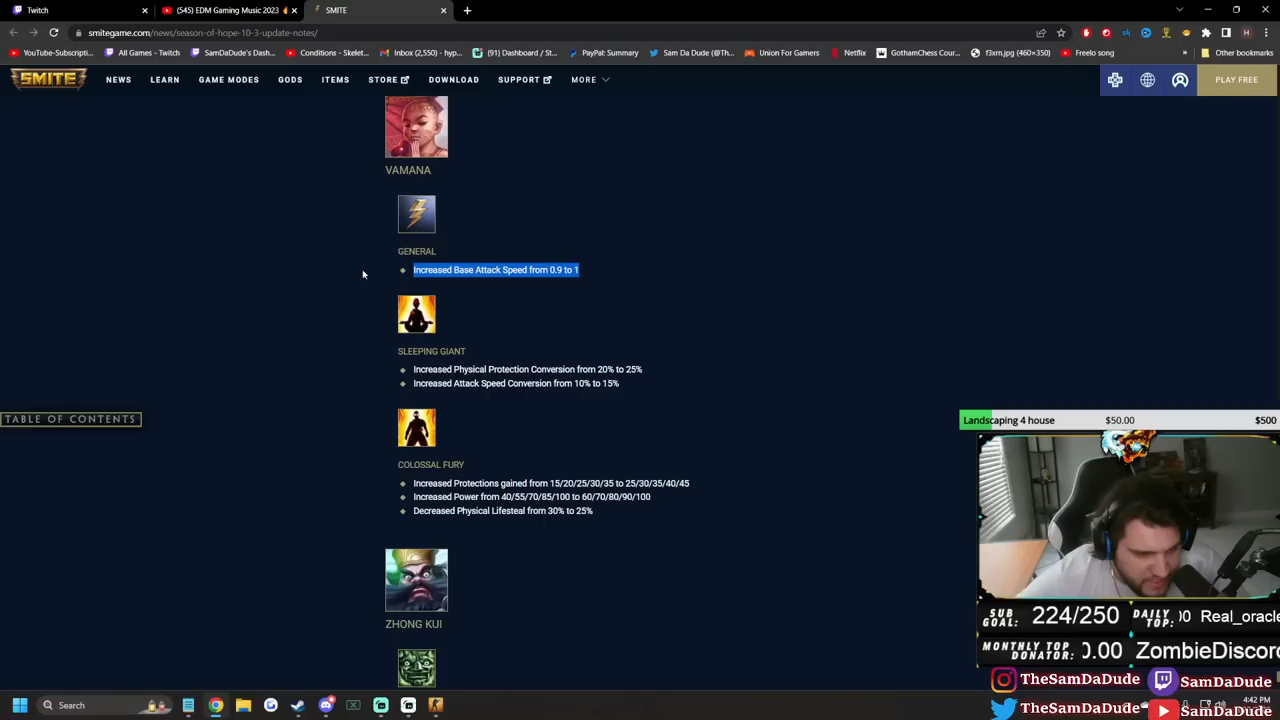 Twitch
(545) EDM Gaming Music 2023
SMITE
smitegame.com/news/season-of-hope-10-3-update-notes/
YouTube-Subscripti...
All Games - Twitch
SamDaDude's Dash...
Conditions - Skelet...
Inbox (2,550) - hyp...
(91) Dashboard / St...
PayPal: Summary
Sam Da Dude (@Th...
Union For Gamers
Netflix
GothamChess Cour...
f3xrn.jpg (460×350)
Freelo song
Other bookmarks
SMITE
NEWS
LEARN
GAME MODES
GODS
ITEMS
STORE
DOWNLOAD
SUPPORT
MORE
PLAY FREE
VAMANA
GENERAL
Increased Base Attack Speed from 0.9 to 1
SLEEPING GIANT
Increased Physical Protection Conversion from 20% to 25%
Increased Attack Speed Conversion from 10% to 15%
TABLE OF CONTENTS
Landscaping 4 house $50.00 $500
COLOSSAL FURY
Increased Protections gained from 15/20/25/30/35 to 25/30/35/40/45
Increased Power from 40/55/70/85/100 to 60/70/80/90/100
Decreased Physical Lifesteal from 30% to 25%
ZHONG KUI
SUB GOAL: 224/250
DAILY TOP: 00 Real_oracle
MONTHLY TOP DONATOR: 0.00 ZombieDiscord
TheSamDaDude
SamDaDude
TheSamDaDude
SamDaDude
Search
4:42 PM